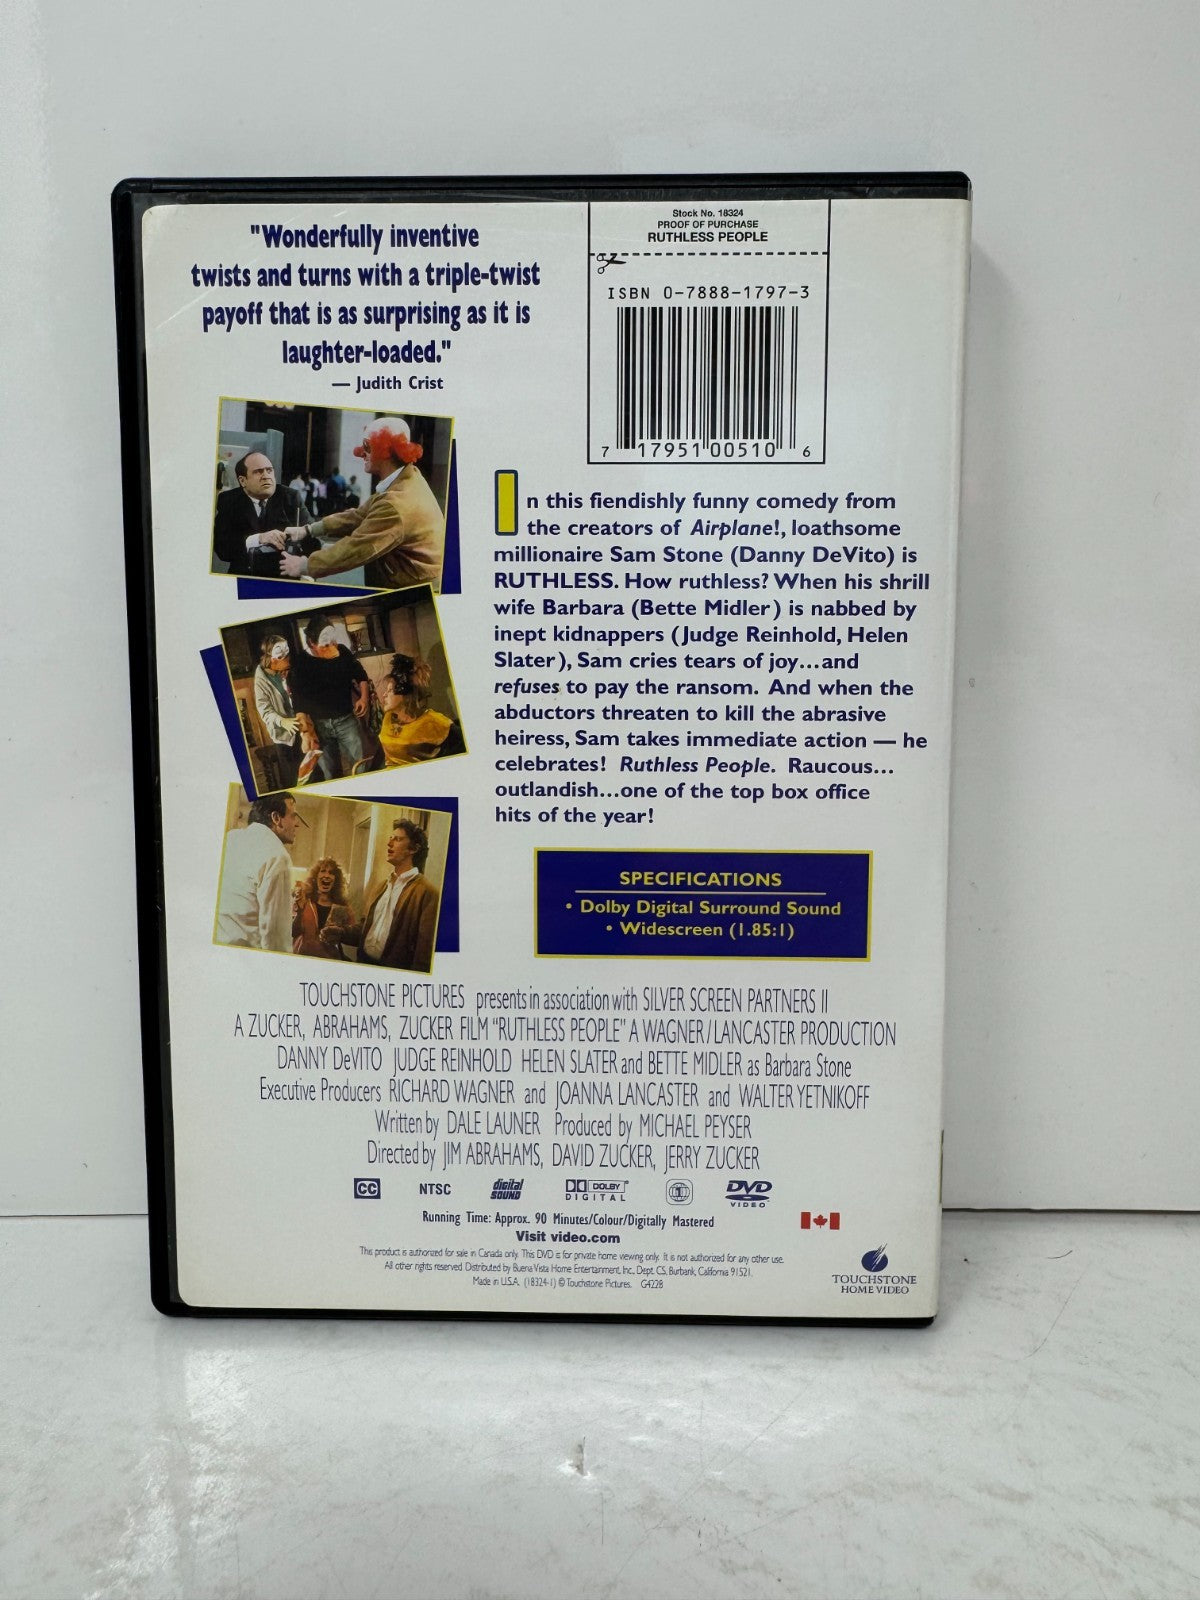 "Wonderfully inventive
twists and turns with a triple-twist
payoff that is as surprising as it is
laughter-loaded."
— Judith Crist
Stock No. 18324
PROOF OF PURCHASE
RUTHLESS PEOPLE
ISBN 0-7888-1797-3
7 17951 00510 6
In this fiendishly funny comedy from
the creators of Airplane!, loathsome
millionaire Sam Stone (Danny DeVito) is
RUTHLESS. How ruthless? When his shrill
wife Barbara (Bette Midler) is nabbed by
inept kidnappers (Judge Reinhold, Helen
Slater), Sam cries tears of joy...and
refuses to pay the ransom. And when the
abductors threaten to kill the abrasive
heiress, Sam takes immediate action — he
celebrates! Ruthless People. Raucous...
outlandish...one of the top box office
hits of the year!
SPECIFICATIONS
• Dolby Digital Surround Sound
• Widescreen (1.85:1)
TOUCHSTONE PICTURES presents in association with SILVER SCREEN PARTNERS II
A ZUCKER, ABRAHAMS, ZUCKER FILM "RUTHLESS PEOPLE" A WAGNER/LANCASTER PRODUCTION
DANNY DeVITO JUDGE REINHOLD HELEN SLATER and BETTE MIDLER as Barbara Stone
Executive Producers RICHARD WAGNER and JOANNA LANCASTER and WALTER YETNIKOFF
Written by DALE LAUNER Produced by MICHAEL PEYSER
Directed by JIM ABRAHAMS, DAVID ZUCKER, JERRY ZUCKER
CC NTSC digital SOUND DOLBY DIGITAL 1 DVD VIDEO
Running Time: Approx. 90 Minutes/Colour/Digitally Mastered
Visit video.com
This product is authorized for sale in Canada only. This DVD is for private home viewing only. It is not authorized for any other use.
All other rights reserved. Distributed by Buena Vista Home Entertainment, Inc., Dept. CS, Burbank, California 91521.
Made in U.S.A. (18324-1) © Touchstone Pictures. G4228
TOUCHSTONE
HOME VIDEO